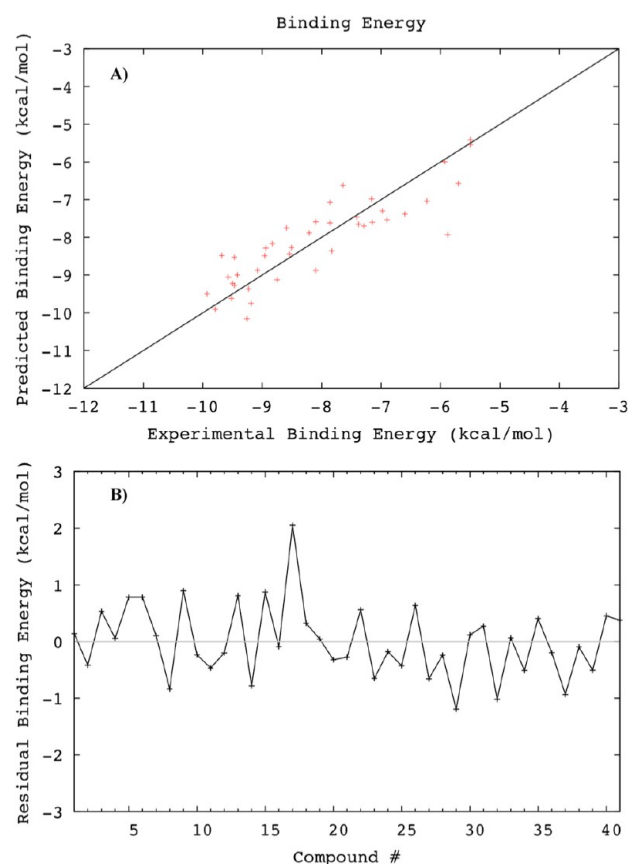 Binding Energy
Predicted Binding Energy (kcal/mol)
A)
-3
-4
-5
-6
-7
-8
-9
-10
-11
-12
-12 -11 -10 -9 -8 -7 -6 -5 -4 -3
Experimental Binding Energy (kcal/mol)
Residual Binding Energy (kcal/mol)
B)
3
2
1
0
-1
-2
-3
5 10 15 20 25 30 35 40
Compound #